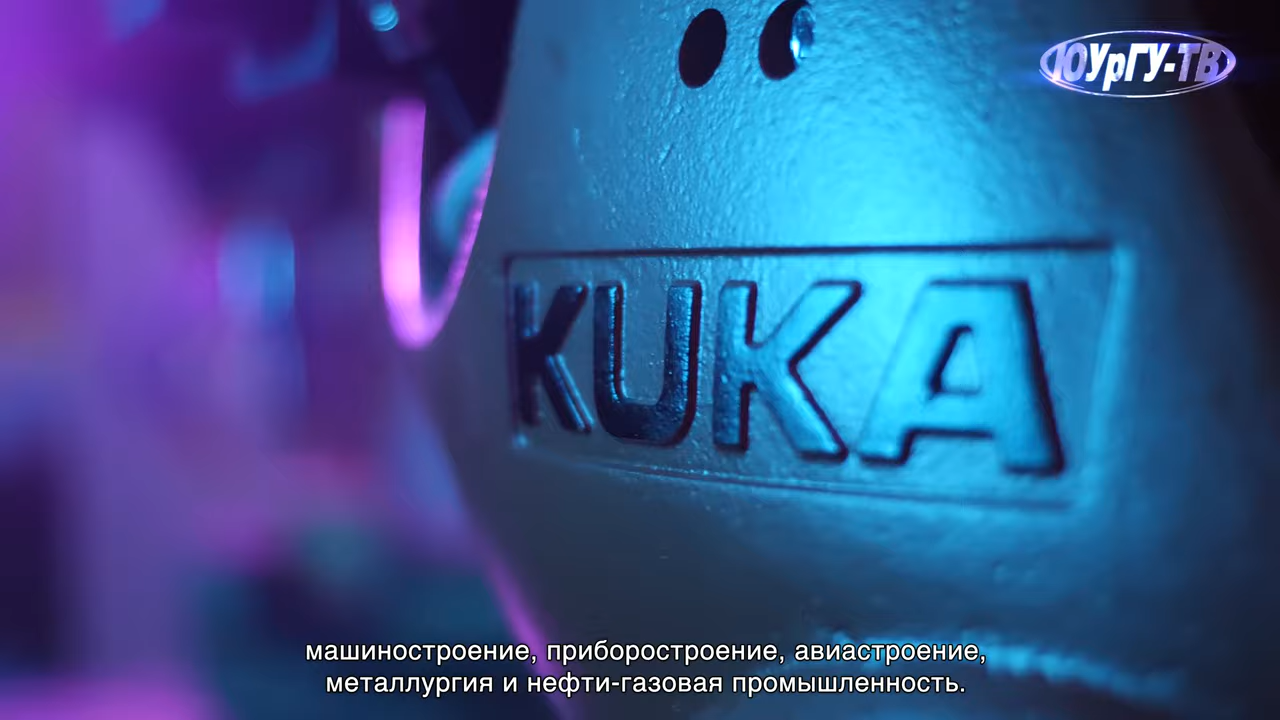 ЮУрГУ-ТВ
KUKA
машиностроение, приборостроение, авиастроение,
металлургия и нефти-газовая промышленность.